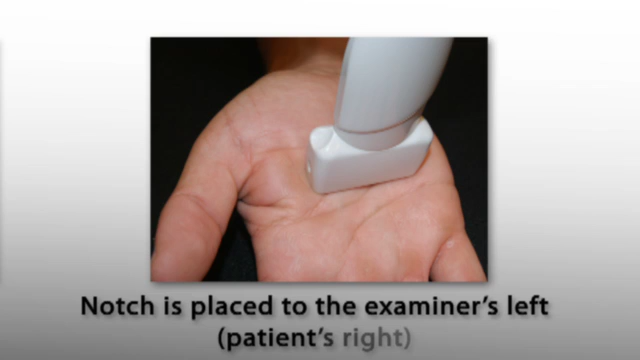 Notch is placed to the examiner's left
(patient's right)